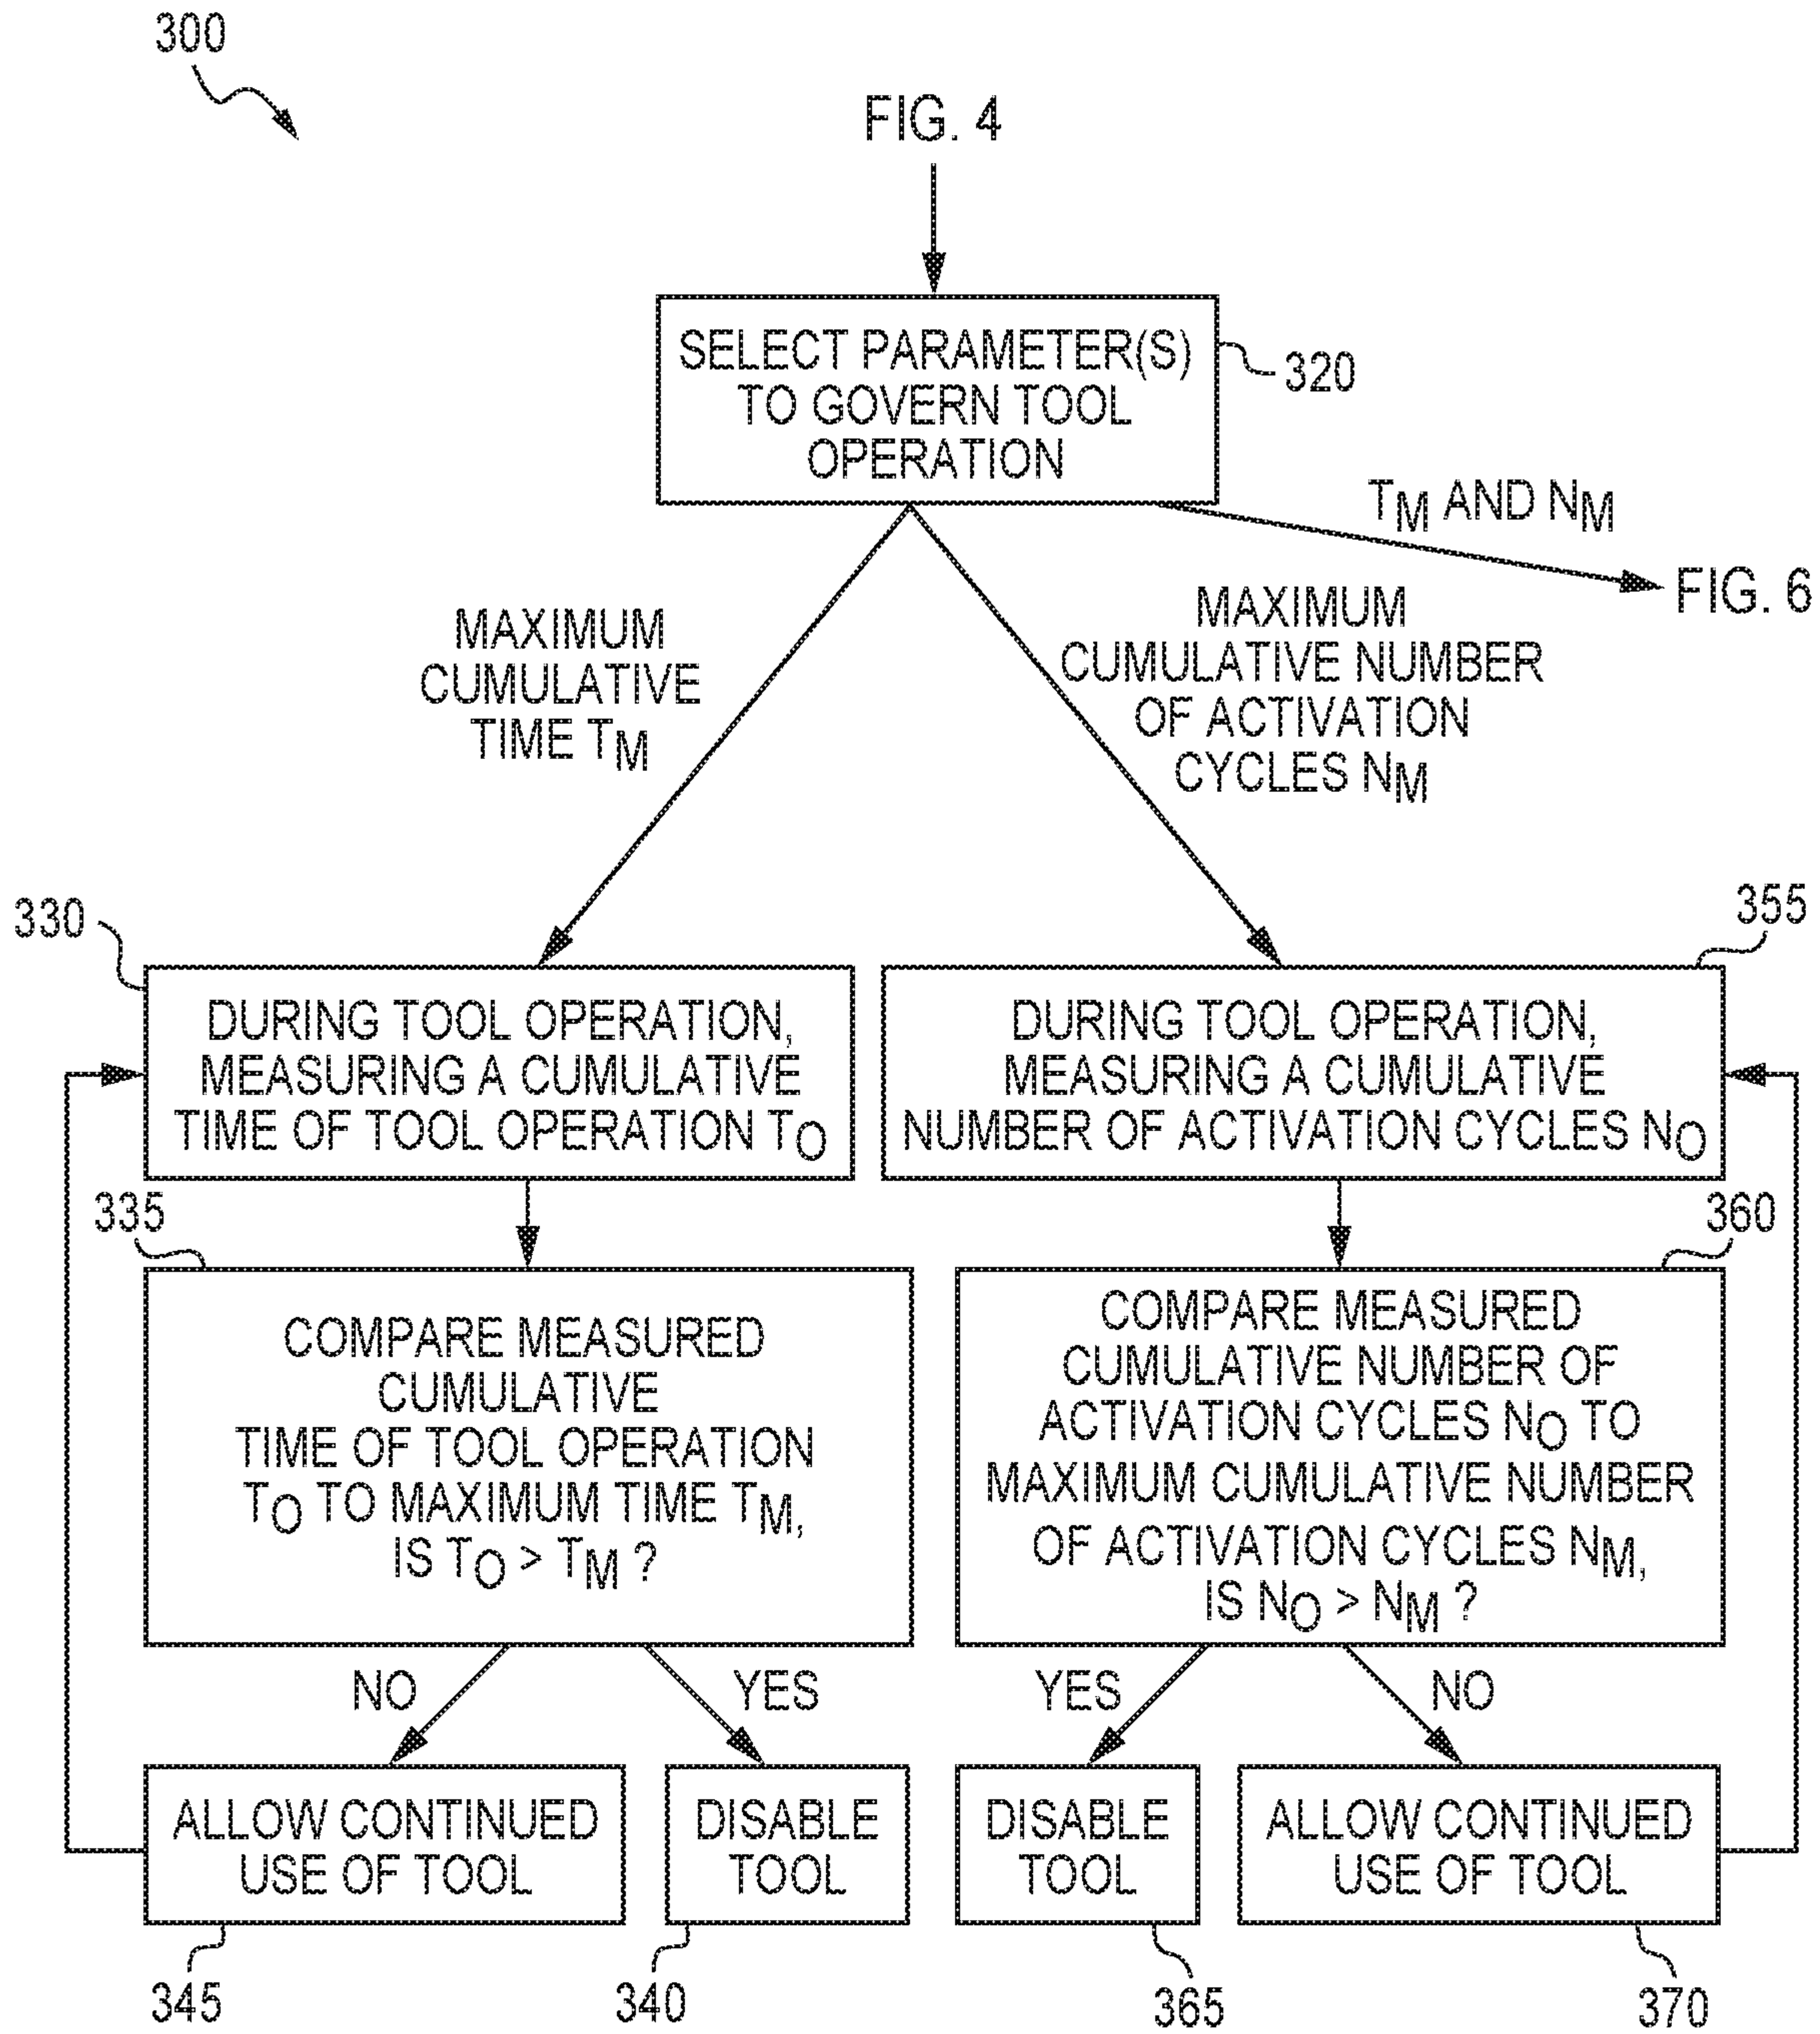 300
FIG. 4
SELECT PARAMETER(S)
TO GOVERN TOOL
OPERATION
320
TM AND NM
FIG. 6
MAXIMUM
CUMULATIVE
TIME TM
MAXIMUM
CUMULATIVE NUMBER
OF ACTIVATION
CYCLES NM
330
DURING TOOL OPERATION,
MEASURING A CUMULATIVE
TIME OF TOOL OPERATION TO
355
DURING TOOL OPERATION,
MEASURING A CUMULATIVE
NUMBER OF ACTIVATION CYCLES NO
335
COMPARE MEASURED
CUMULATIVE
TIME OF TOOL OPERATION
TO TO MAXIMUM TIME TM,
IS TO > TM ?
360
COMPARE MEASURED
CUMULATIVE NUMBER OF
ACTIVATION CYCLES NO TO
MAXIMUM CUMULATIVE NUMBER
OF ACTIVATION CYCLES NM,
IS NO > NM ?
NO
YES
YES
NO
ALLOW CONTINUED
USE OF TOOL
DISABLE
TOOL
DISABLE
TOOL
ALLOW CONTINUED
USE OF TOOL
345
340
365
370